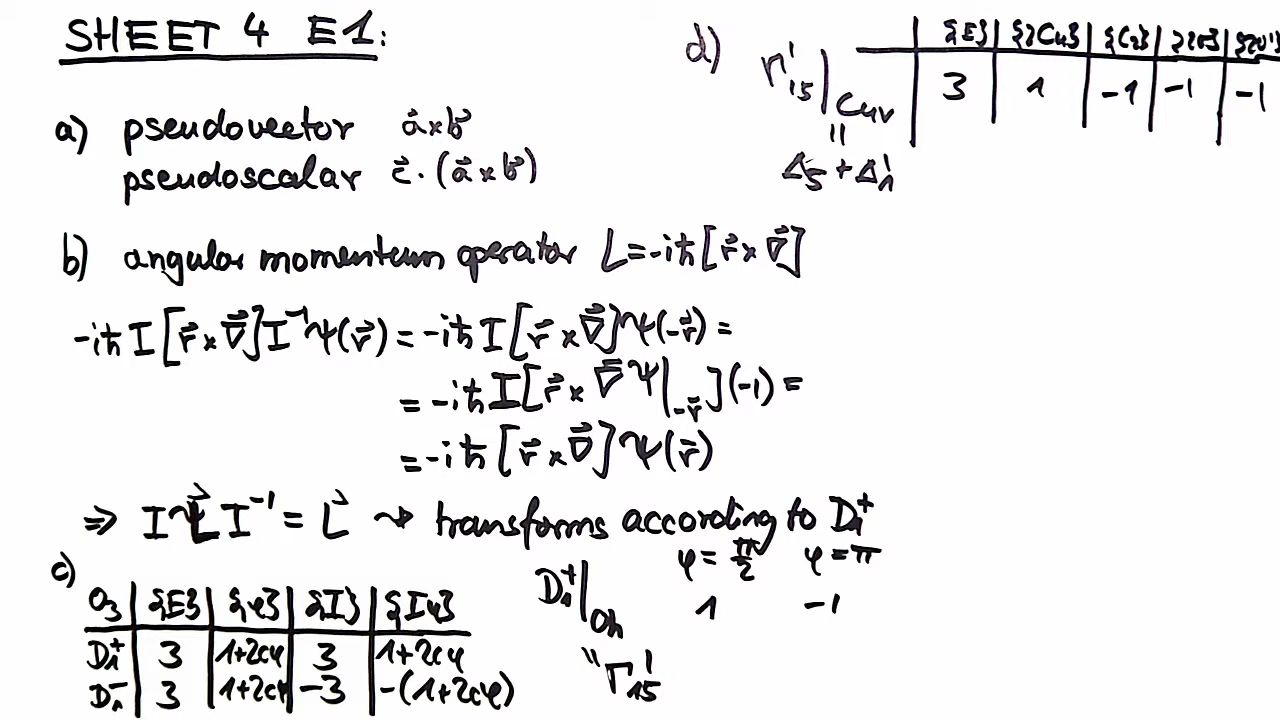 SHEET 4 E1:
a) pseudovector a⃗×b⃗
pseudoscalar c⃗·(a⃗×b⃗)
b) angular momentum operator L=-iħ[r⃗×∇⃗]
-iħI[r⃗×∇⃗]I⁻¹Ψ(r⃗) = -iħI[r⃗×∇⃗]Ψ(-r⃗) =
= -iħI[r⃗×∇⃗Ψ|_-r⃗](-1) =
= -iħ[r⃗×∇⃗]Ψ(r⃗)
⇒ I L⃗ I⁻¹ = L⃗ ⇝ transforms according to D₁⁺
c)
O₃ | {E} | {φ} | {I} | {Iφ}
D₁⁺ | 3 | 1+2cφ | 3 | 1+2cφ
D₁⁻ | 3 | 1+2cφ | -3 | -(1+2cφ)
φ=π/2 φ=π
D₁⁺|Oh 1 -1
" Γ'₁₅
d)
{E} | {2C₄} | {C₂} | {2σ} | {2σ'}
Γ'₁₅|C₄ᵥ | 3 | 1 | -1 | -1 | -1
=
Δ₅+Δ₁'